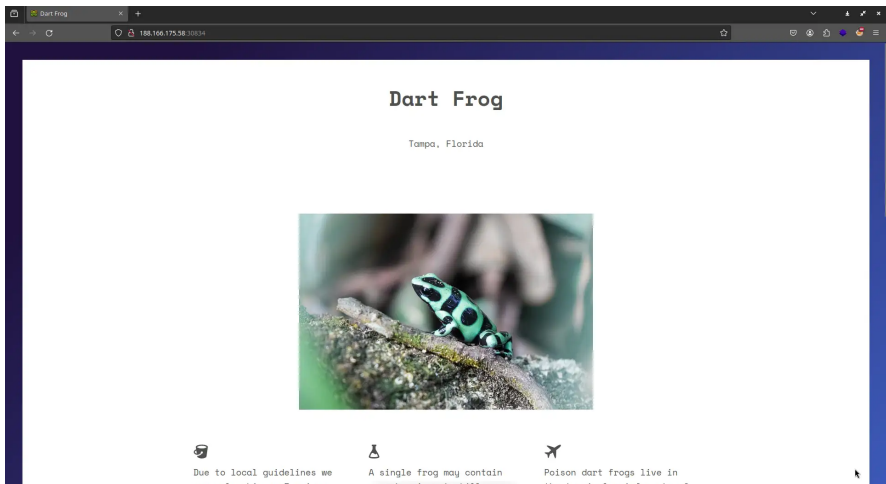 Dart Frog
188.166.175.58:30834
Dart Frog
Tampa, Florida
Due to local guidelines we
A single frog may contain
Poison dart frogs live in